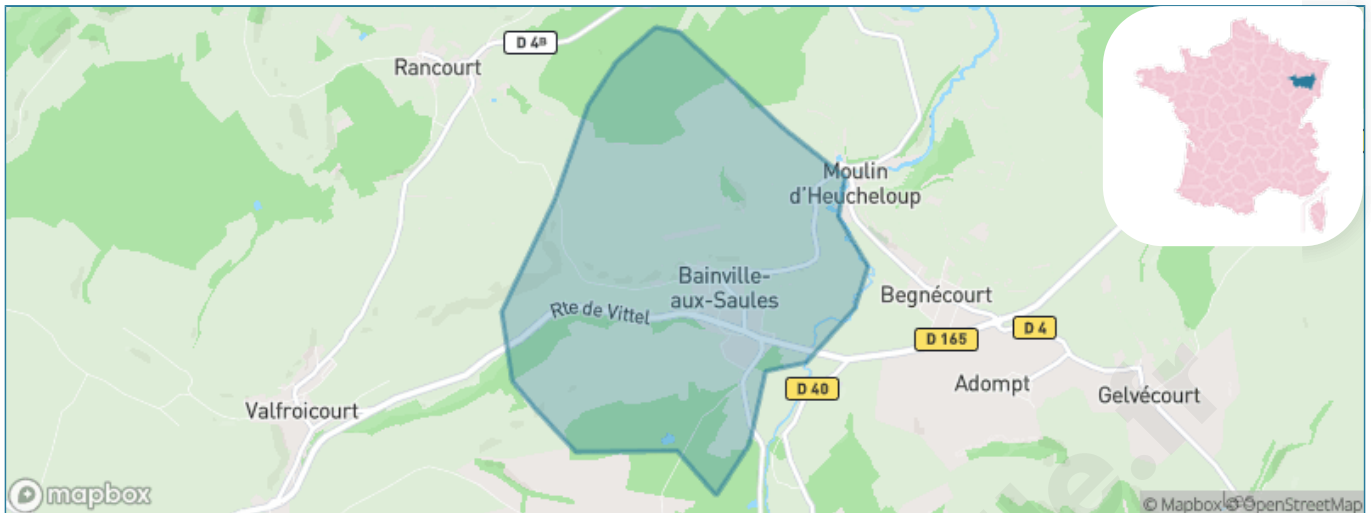 D 4B
Rancourt
Moulin
d'Heucheloup
Bainville-
aux-Saules
Begnécourt
Rte de Vittel
D 165
D 4
D 40
Adompt
Gelvécourt
Valfroicourt
mapbox
Les
© Mapbox © OpenStreetMap